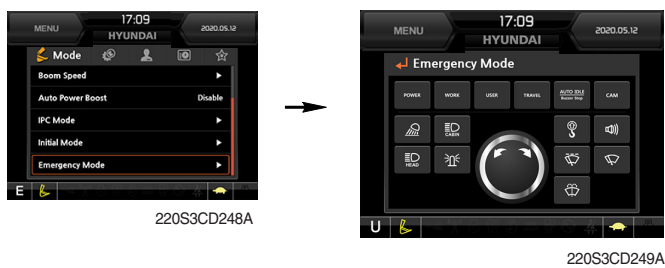 17:09
MENU
HYUNDAI
2020.05.12
Mode
Boom Speed
Auto Power Boost Disable
IPC Mode
Initial Mode
Emergency Mode
E
220S3CD248A
17:09
MENU
HYUNDAI
2020.05.12
Emergency Mode
POWER WORK USER TRAVEL AUTO IDLE CAM
Buzzer Stop
CABIN
HEAD
U
220S3CD249A